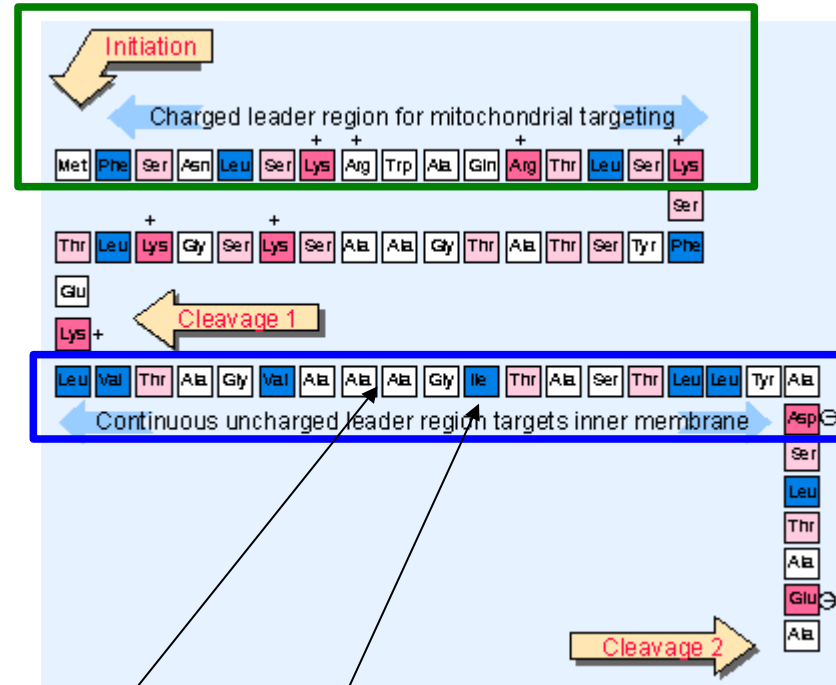 Initiation
Charged leader region for mitochondrial targeting
+ + + +
Met Phe Ser Asn Leu Ser Lys Arg Trp Ala Gln Arg Thr Leu Ser Lys
Ser
+ +
Thr Leu Lys Gly Ser Lys Ser Ala Ala Gly Thr Ala Thr Ser Tyr Phe
Glu
Cleavage 1
Lys +
Leu Val Thr Ala Gly Val Ala Ala Ala Gly Ile Thr Ala Ser Thr Leu Leu Tyr Ala
Continuous uncharged leader region targets inner membrane
Asp ⊖
Ser
Leu
Thr
Ala
Glu ⊖
Ala
Cleavage 2